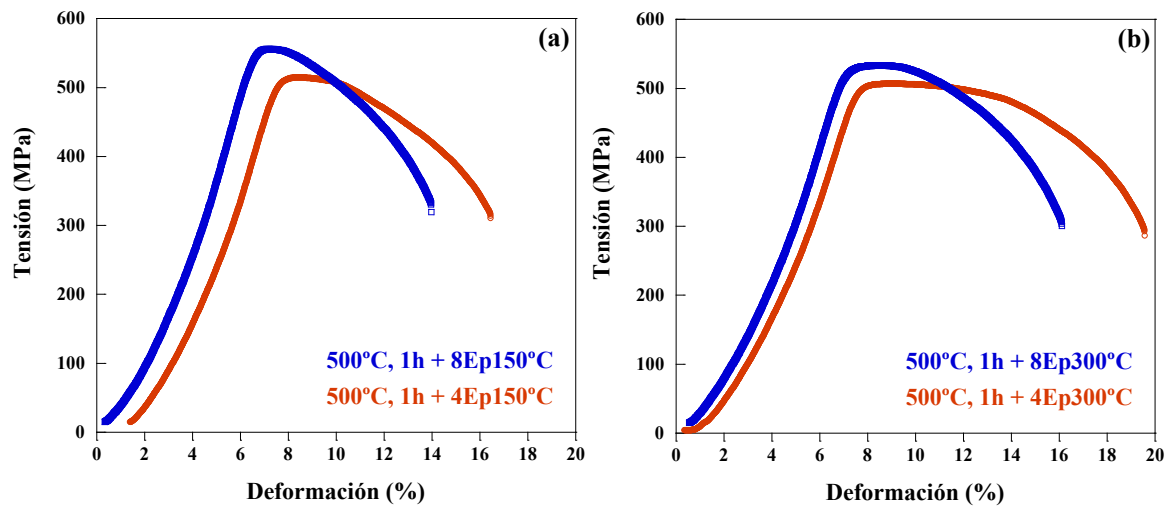 (a)
600
500
400
300
200
100
0
Tensión (MPa)
500ºC, 1h + 8Ep150ºC
500ºC, 1h + 4Ep150ºC
0 2 4 6 8 10 12 14 16 18 20
Deformación (%)
(b)
600
500
400
300
200
100
0
Tensión (MPa)
500ºC, 1h + 8Ep300ºC
500ºC, 1h + 4Ep300ºC
0 2 4 6 8 10 12 14 16 18 20
Deformación (%)